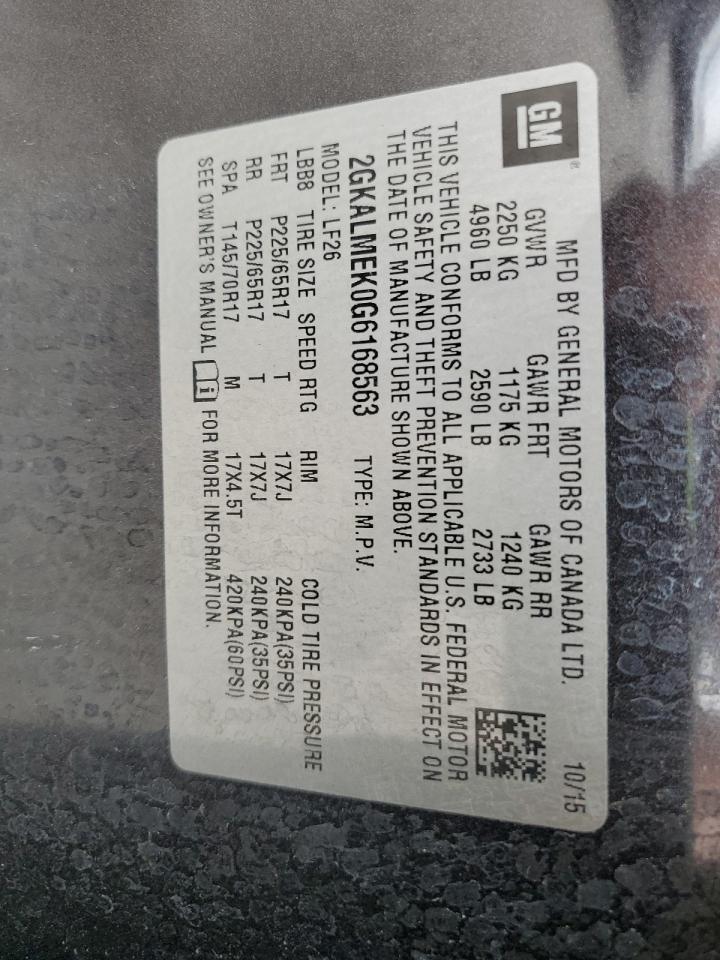 GM
®
MFD BY GENERAL MOTORS OF CANADA LTD. 10/15
GVWR GAWR FRT GAWR RR
2250 KG 1175 KG 1240 KG
4960 LB 2590 LB 2733 LB
THIS VEHICLE CONFORMS TO ALL APPLICABLE U.S. FEDERAL MOTOR
VEHICLE SAFETY AND THEFT PREVENTION STANDARDS IN EFFECT ON
THE DATE OF MANUFACTURE SHOWN ABOVE.
2GKALMEK0G6168563 TYPE: M.P.V.
MODEL: LF26
LBB8 TIRE SIZE SPEED RTG RIM COLD TIRE PRESSURE
FRT P225/65R17 T 17X7J 240KPA(35PSI)
RR P225/65R17 T 17X7J 240KPA(35PSI)
SPA T145/70R17 M 17X4.5T 420KPA(60PSI)
SEE OWNER'S MANUAL i FOR MORE INFORMATION.